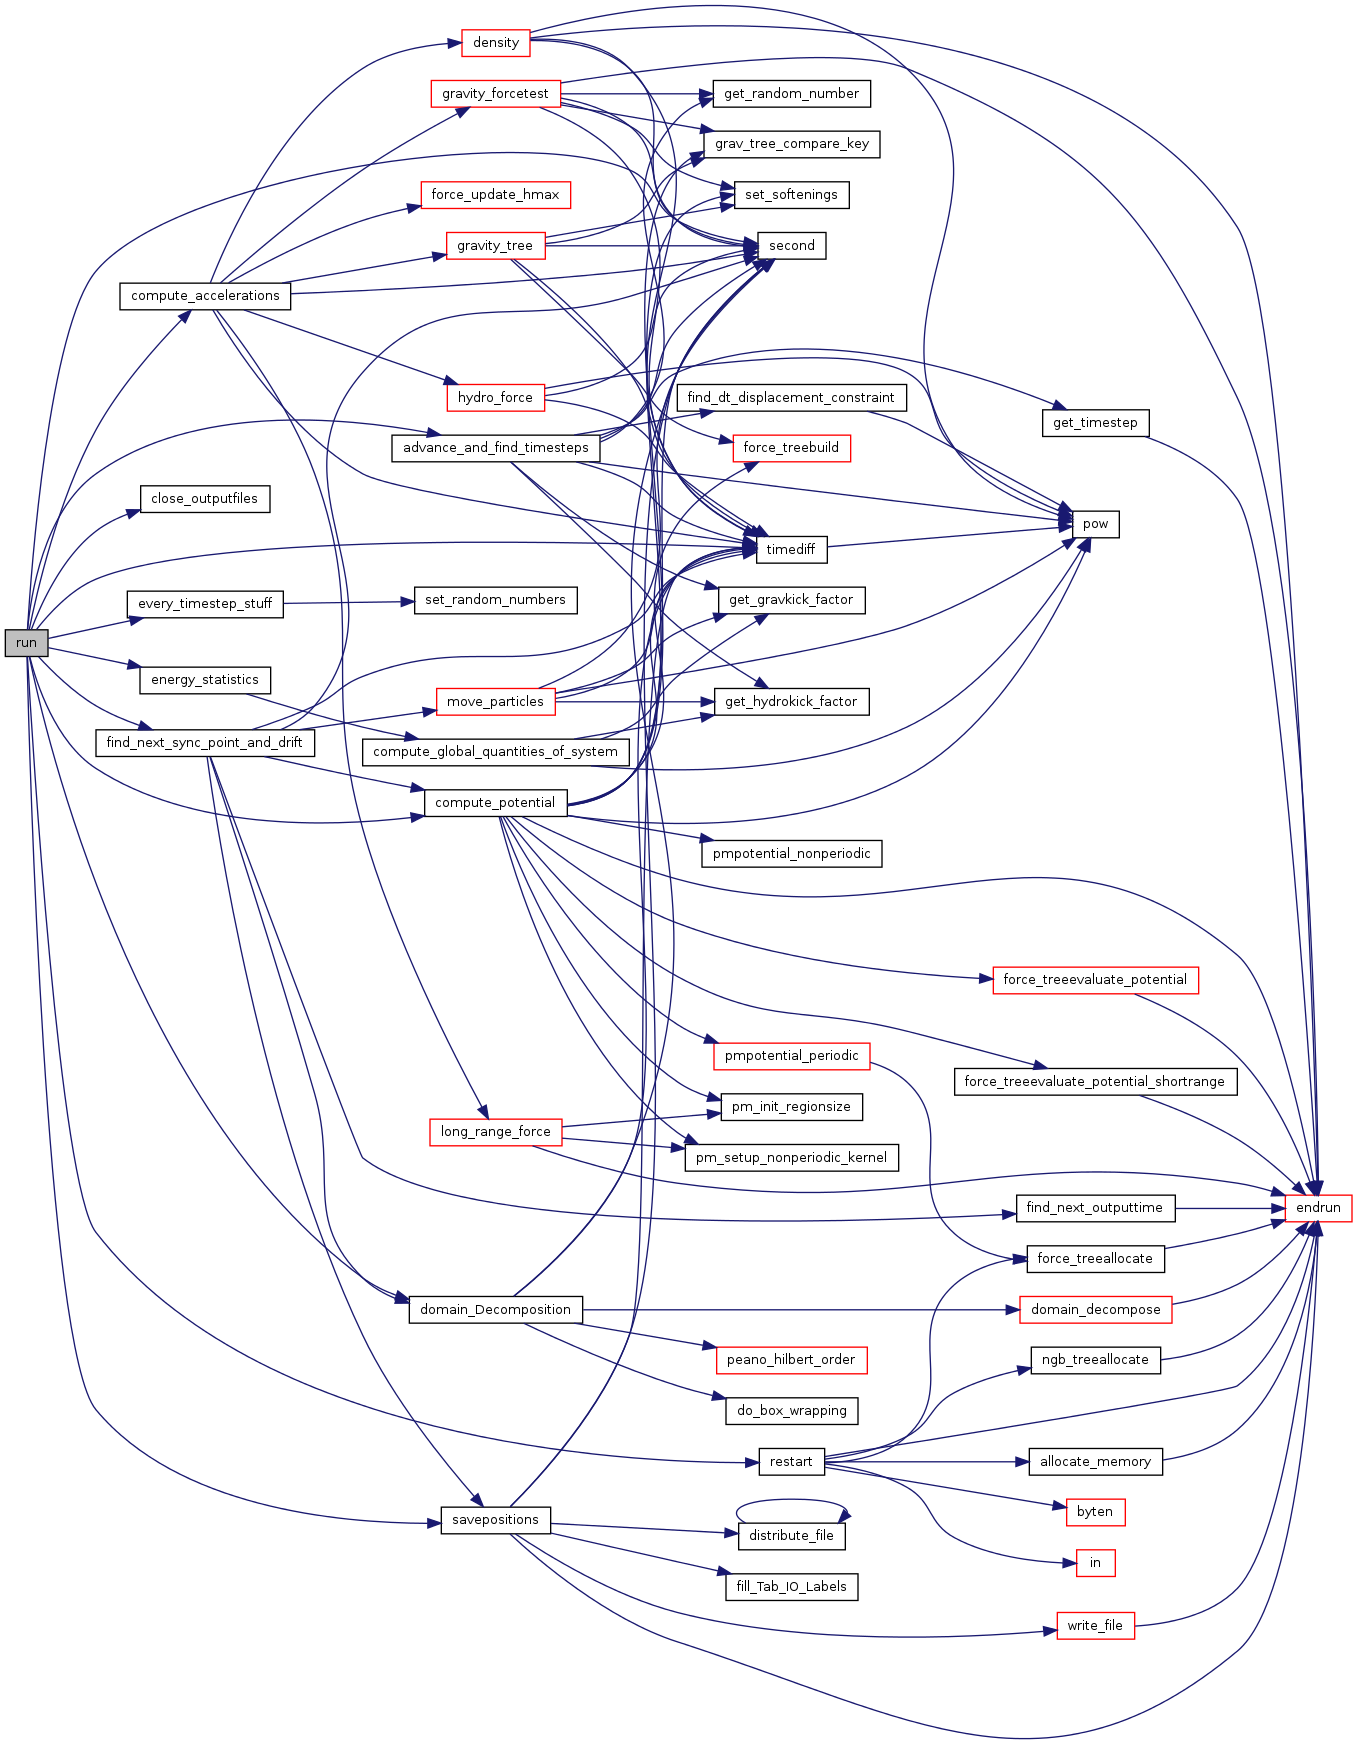 density
gravity_forcetest
get_random_number
grav_tree_compare_key
force_update_hmax
set_softenings
gravity_tree
second
compute_accelerations
hydro_force
find_dt_displacement_constraint
get_timestep
advance_and_find_timesteps
force_treebuild
close_outputfiles
pow
timediff
every_timestep_stuff
set_random_numbers
get_gravkick_factor
run
energy_statistics
move_particles
get_hydrokick_factor
find_next_sync_point_and_drift
compute_global_quantities_of_system
compute_potential
pmpotential_nonperiodic
force_treeevaluate_potential
pmpotential_periodic
force_treeevaluate_potential_shortrange
pm_init_regionsize
long_range_force
pm_setup_nonperiodic_kernel
find_next_outputtime
endrun
force_treeallocate
domain_Decomposition
domain_decompose
peano_hilbert_order
ngb_treeallocate
do_box_wrapping
restart
allocate_memory
byten
savepositions
distribute_file
in
fill_Tab_IO_Labels
write_file